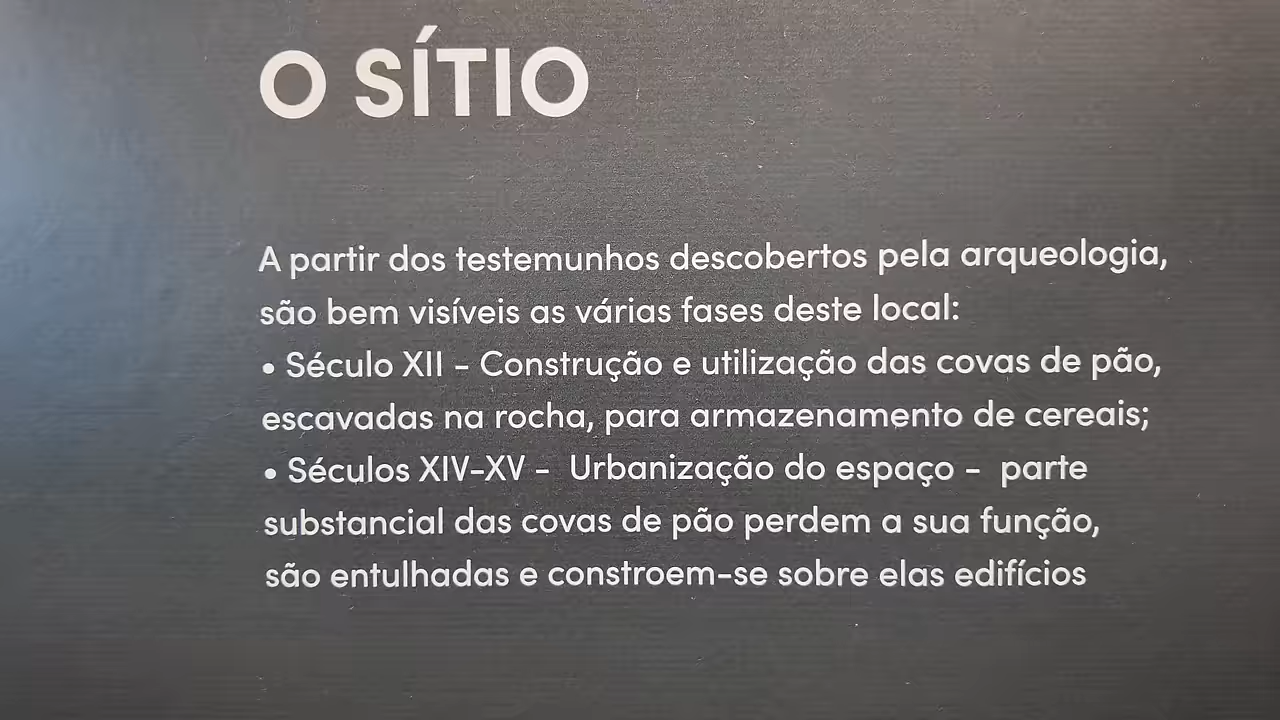 O SÍTIO
A partir dos testemunhos descobertos pela arqueologia,
são bem visíveis as várias fases deste local:
• Século XII - Construção e utilização das covas de pão,
escavadas na rocha, para armazenamento de cereais;
• Séculos XIV-XV - Urbanização do espaço - parte
substancial das covas de pão perdem a sua função,
são entulhadas e constroem-se sobre elas edifícios